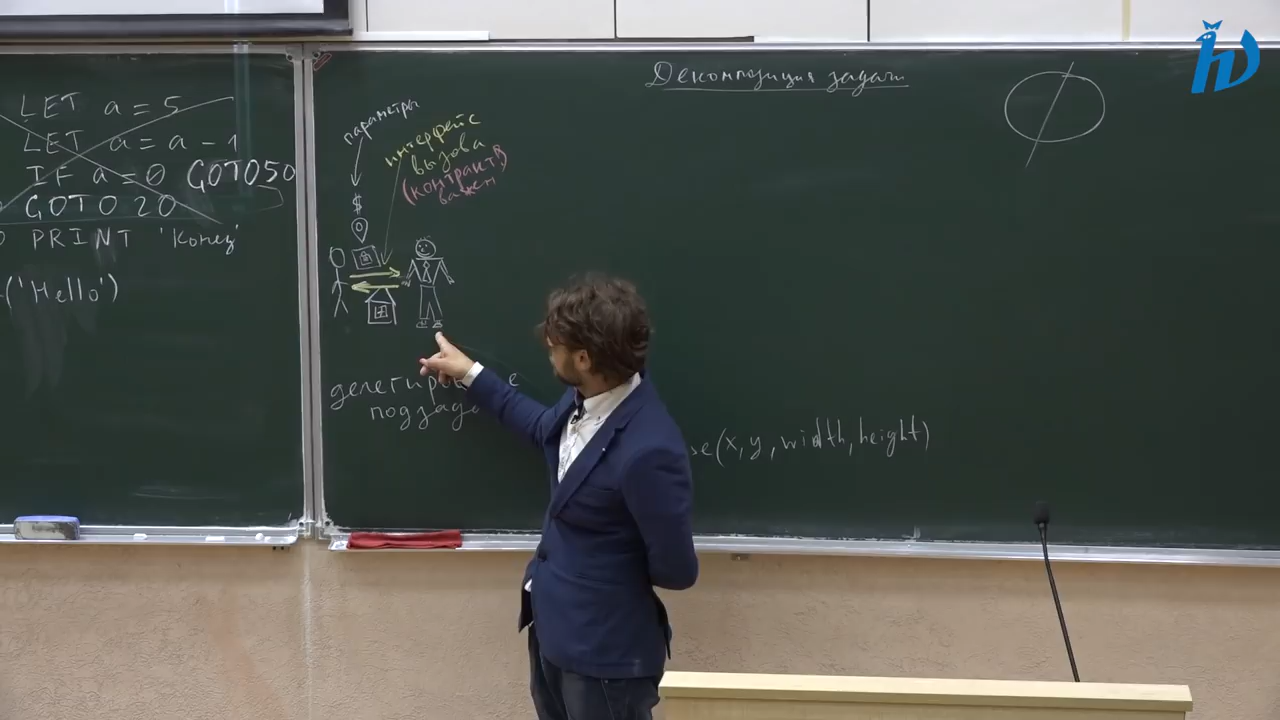 LET a = 5
LET a = a - 1
IF a = 0 GOTO 50
GOTO 20
PRINT 'Конец'
('Hello')
Декомпозиция задачи
параметры
интерфейс
вызова
(контракт)
важен
$
se(x, y, width, height)